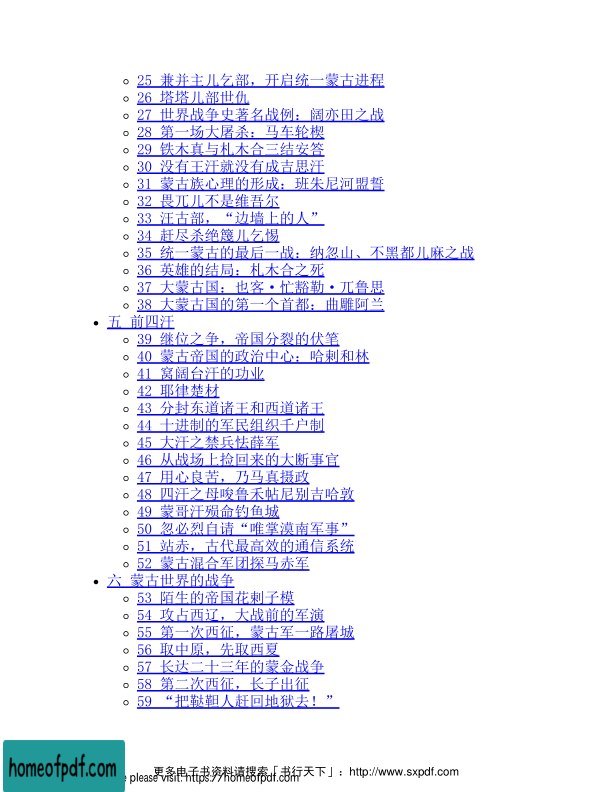 25 兼并主儿乞部，开启统一蒙古进程
26 塔塔儿部世仇
27 世界战争史著名战例：阔亦田之战
28 第一场大屠杀：马车轮楔
29 铁木真与札木合三结安答
30 没有王汗就没有成吉思汗
31 蒙古族心理的形成：班朱尼河盟誓
32 畏兀儿不是维吾尔
33 汪古部，“边墙上的人”
34 赶尽杀绝篾儿乞惕
35 统一蒙古的最后一战：纳忽山、不黑都儿麻之战
36 英雄的结局：札木合之死
37 大蒙古国：也客·忙豁勒·兀鲁思
38 大蒙古国的第一个首都：曲雕阿兰
五 前四汗
39 继位之争，帝国分裂的伏笔
40 蒙古帝国的政治中心：哈剌和林
41 窝阔台汗的功业
42 耶律楚材
43 分封东道诸王和西道诸王
44 十进制的军民组织千户制
45 大汗之禁兵怯薛军
46 从战场上捡回来的大断事官
47 用心良苦，乃马真摄政
48 四汗之母唆鲁禾帖尼别吉哈敦
49 蒙哥汗殒命钓鱼城
50 忽必烈自请“唯掌漠南军事”
51 站赤，古代最高效的通信系统
52 蒙古混合军团探马赤军
六 蒙古世界的战争
53 陌生的帝国花剌子模
54 攻占西辽，大战前的军演
55 第一次西征，蒙古军一路屠城
56 取中原，先取西夏
57 长达二十三年的蒙金战争
58 第二次西征，长子出征
59 “把鞑靼人赶回地狱去！”
更多电子书资料请搜索「书行天下」：http://www.sxpdf.com
homeofpdf.com
please visit: https://homeofpdf.com